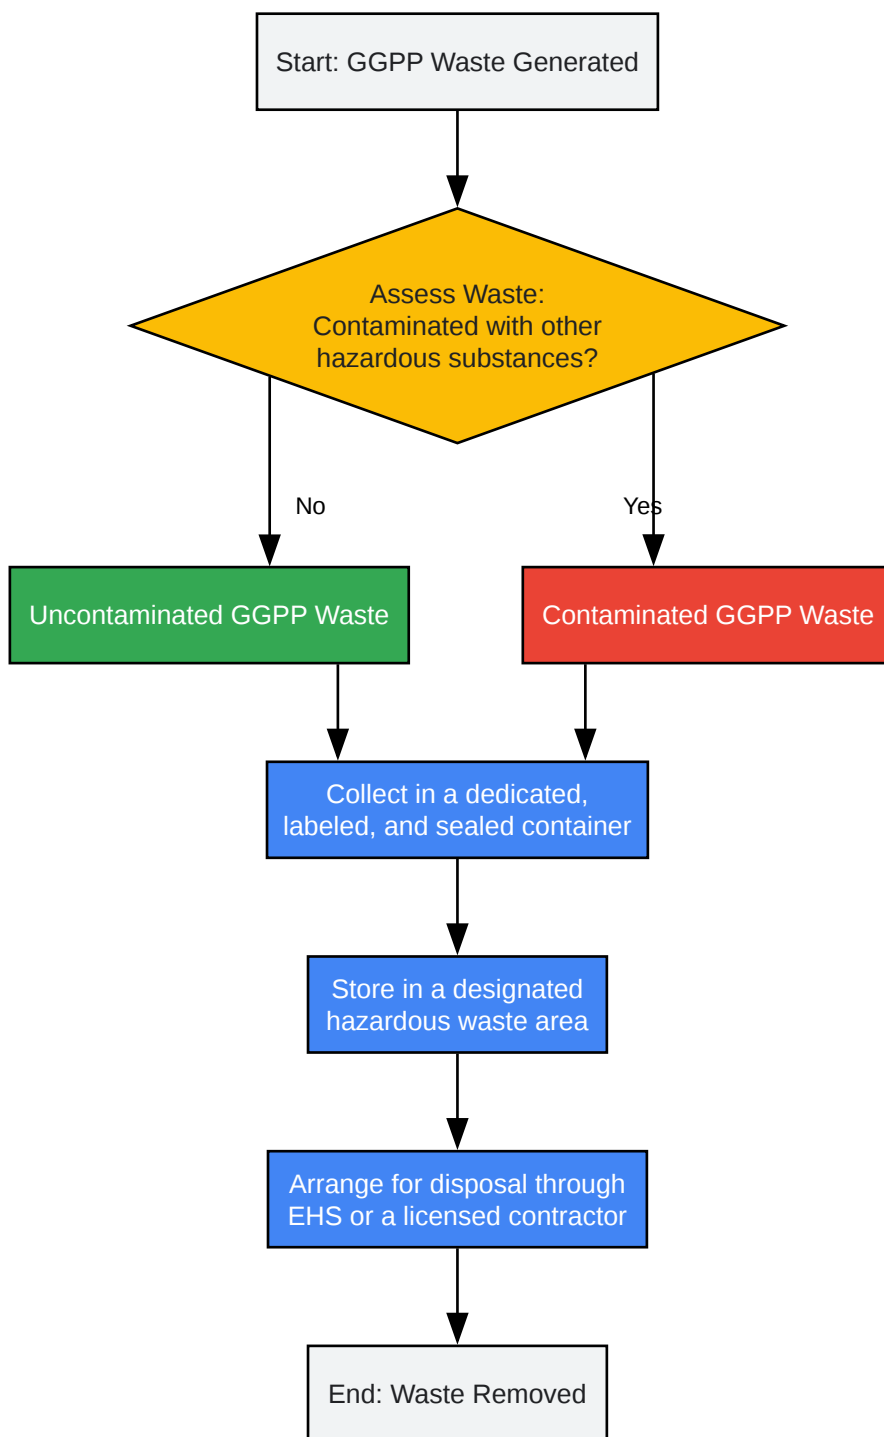 Start: GGPP Waste Generated
Assess Waste:
Contaminated with other
hazardous substances?
No
Yes
Uncontaminated GGPP Waste
Contaminated GGPP Waste
Collect in a dedicated,
labeled, and sealed container
Store in a designated
hazardous waste area
Arrange for disposal through
EHS or a licensed contractor
End: Waste Removed